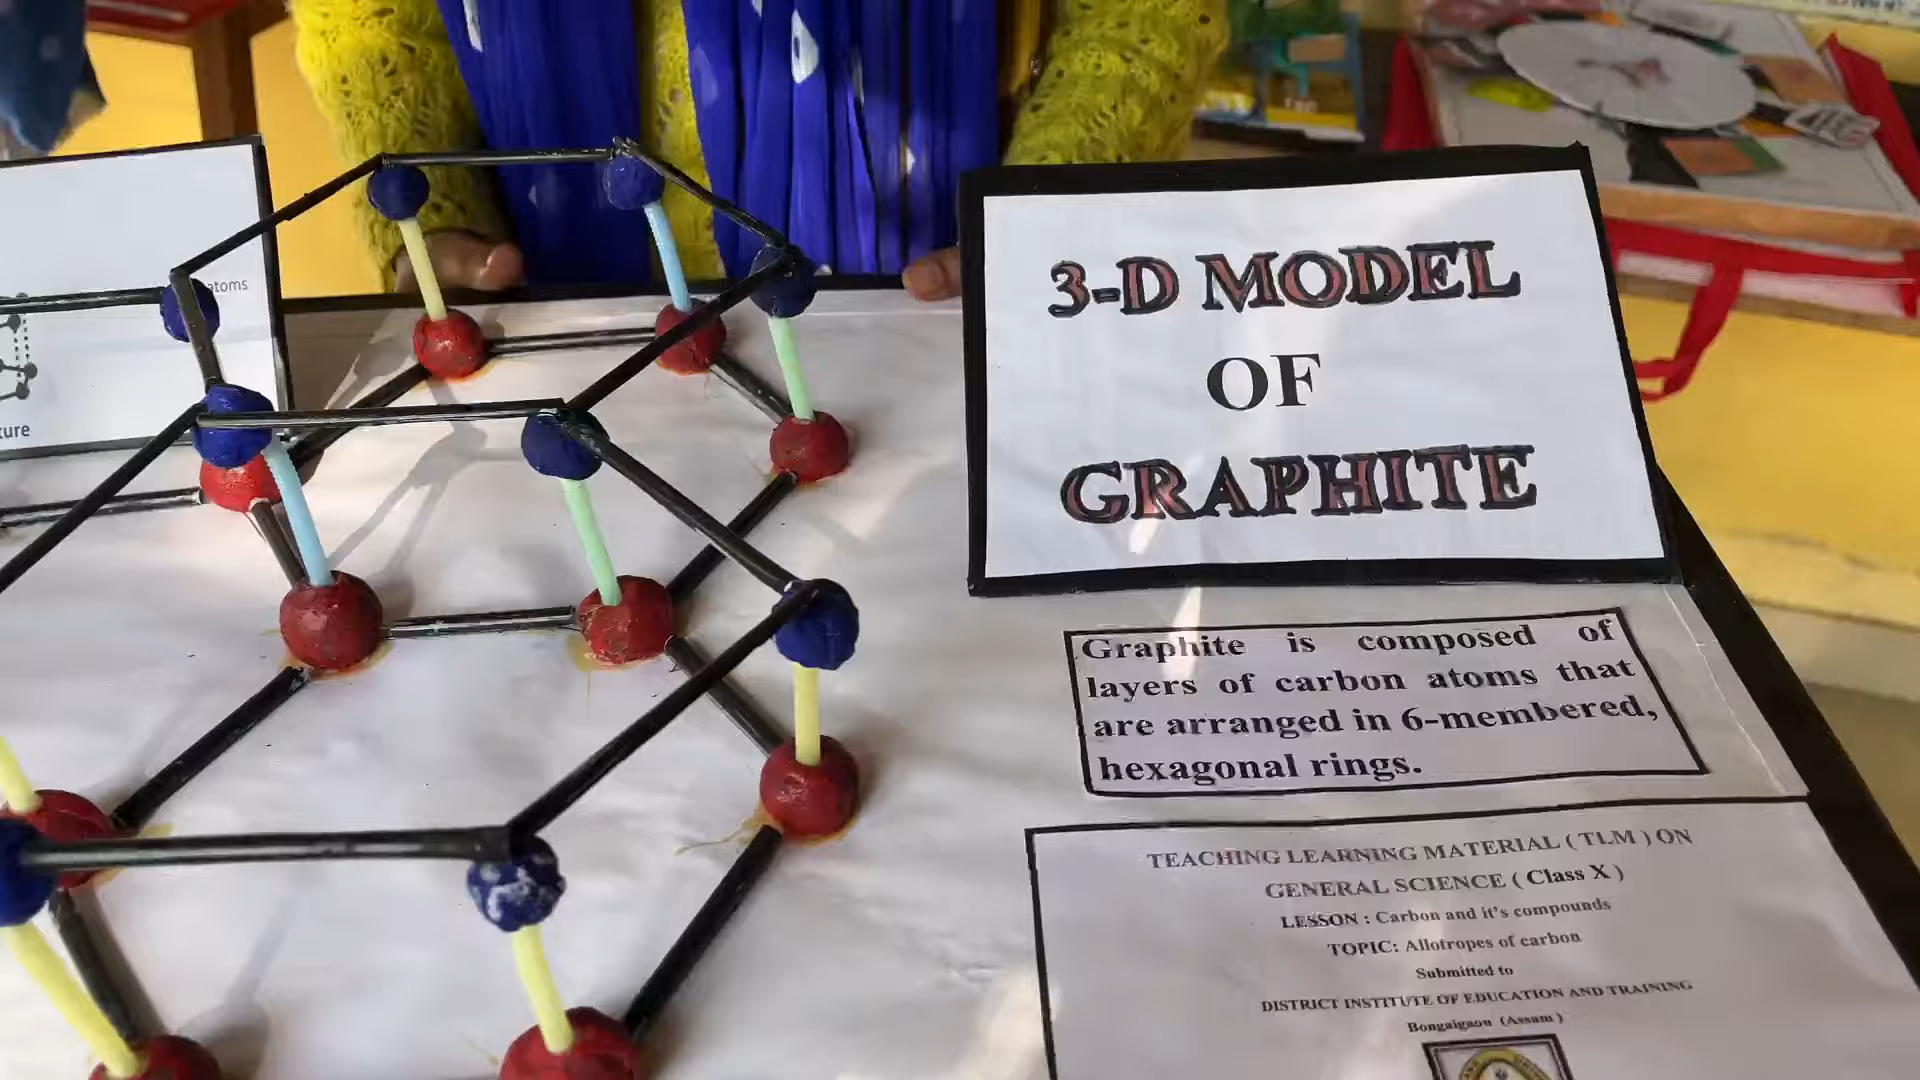 atoms
ture
3-D MODEL
OF
GRAPHITE
Graphite is composed of
layers of carbon atoms that
are arranged in 6-membered,
hexagonal rings.
TEACHING LEARNING MATERIAL ( TLM ) ON
GENERAL SCIENCE ( Class X )
LESSON : Carbon and it's compounds
TOPIC: Allotropes of carbon
Submitted to
DISTRICT INSTITUTE OF EDUCATION AND TRAINING
Bongaigaon (Assam)